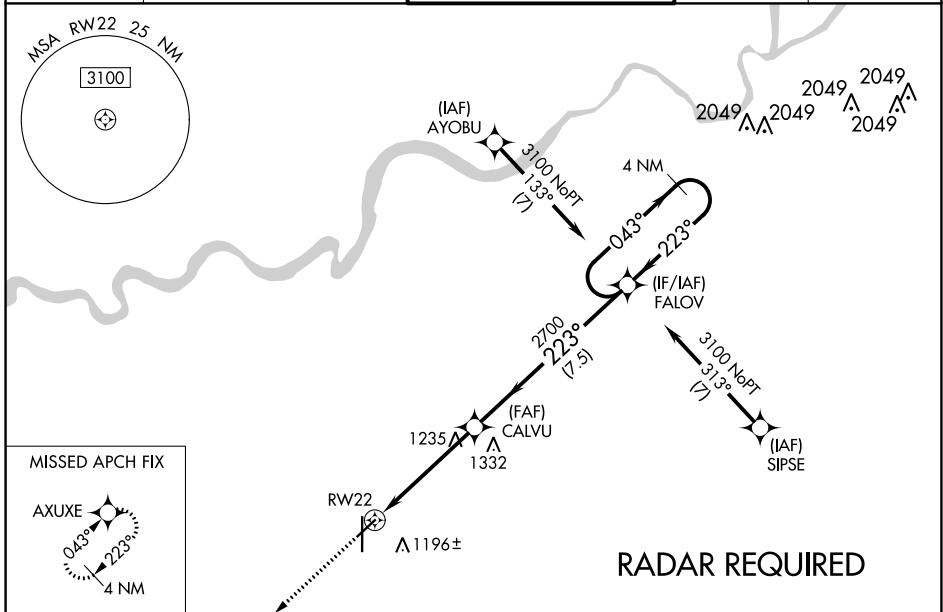 MSA RW22 25 NM
3100
(IAF)
AYOBU
3100 NoPT
133°
(7)
2049
2049
2049
2049
2049
4 NM
043°
223°
(IF/IAF)
FALOV
2700
223°
(7.5)
3100 NoPT
313°
(7)
(IAF)
SIPSE
(FAF)
CALVU
1235
1332
MISSED APCH FIX
AXUXE
043°
223°
4 NM
RW22
1196±
RADAR REQUIRED